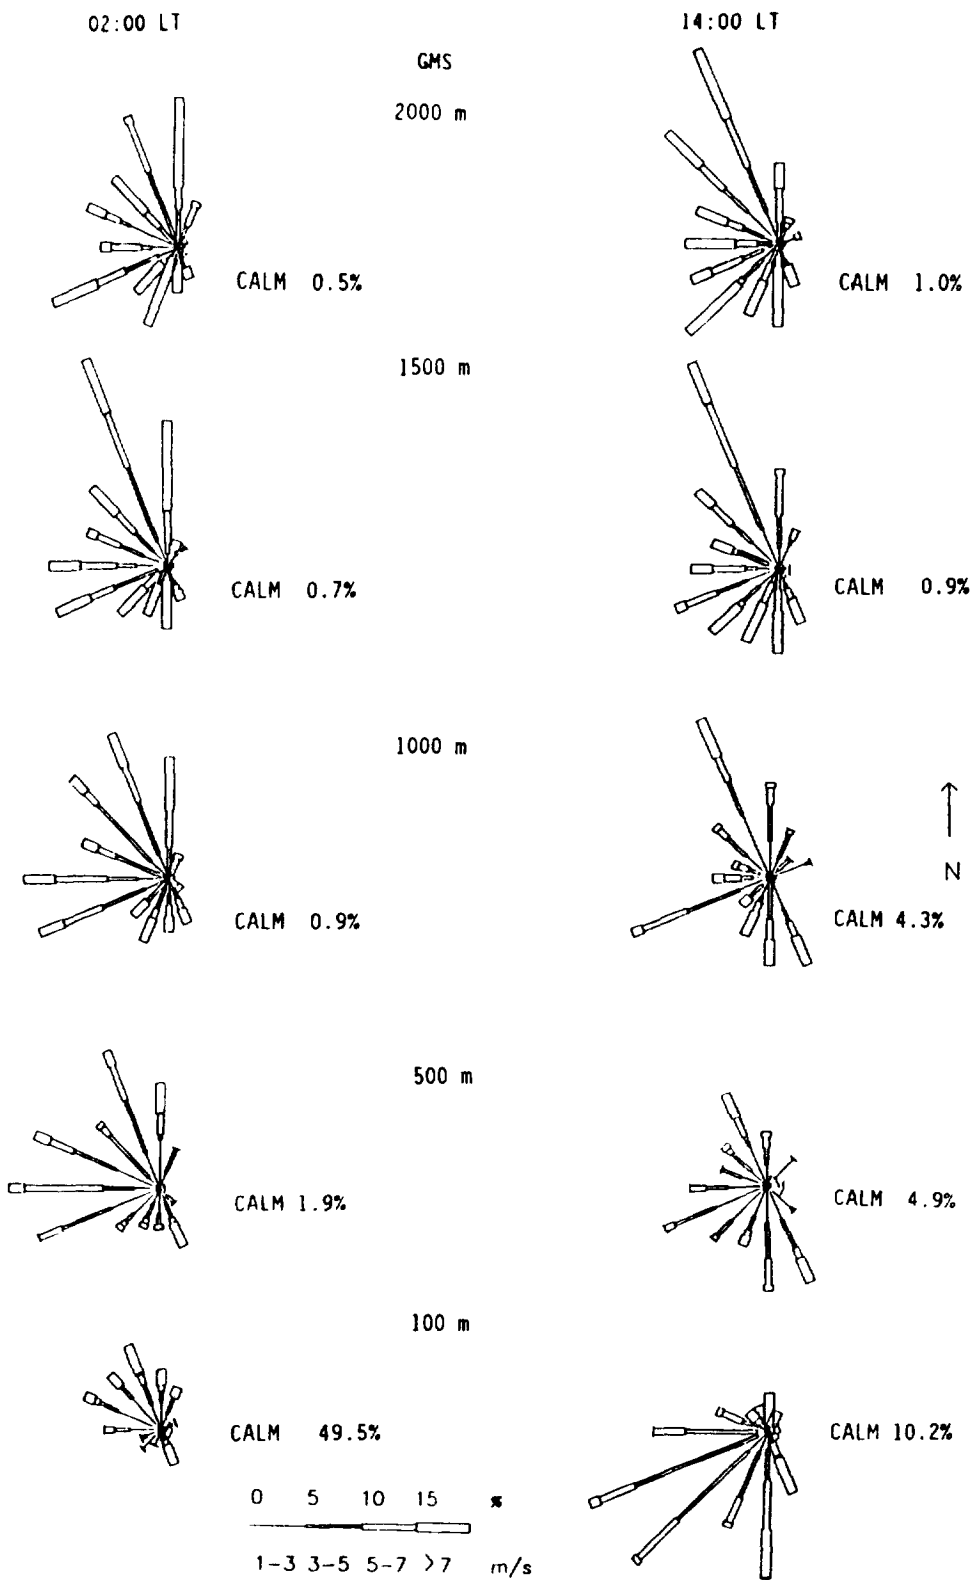 02:00 LT 14:00 LT
GMS
2000 m
CALM 0.5% CALM 1.0%
1500 m
CALM 0.7% CALM 0.9%
1000 m
N
CALM 0.9% CALM 4.3%
500 m
CALM 1.9% CALM 4.9%
100 m
CALM 49.5% CALM 10.2%
0 5 10 15 %
1-3 3-5 5-7 >7 m/s